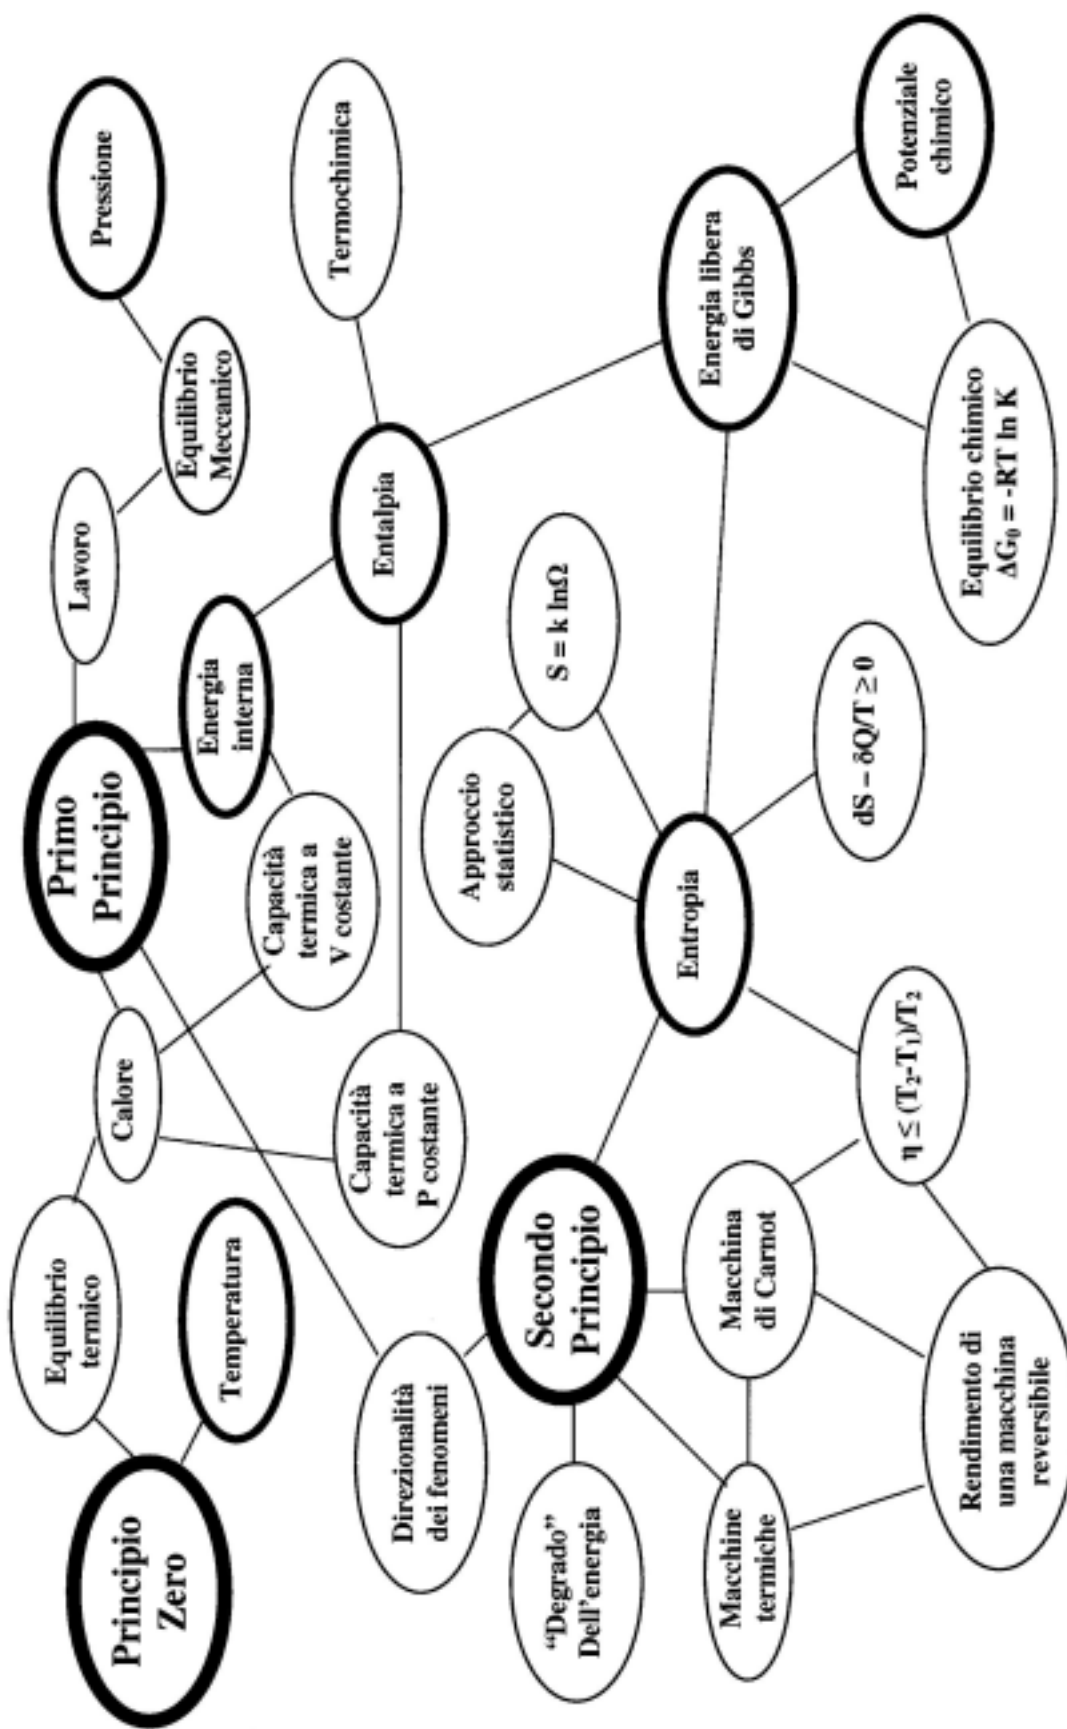 Principio
Zero
Equilibrio
termico
Temperatura
Calore
Primo
Principio
Lavoro
Equilibrio
Meccanico
Pressione
Energia
interna
Capacità
termica a
V costante
Capacità
termica a
P costante
Entalpia
Termochimica
Direzionalità
dei fenomeni
Secondo
Principio
“Degrado”
Dell’energia
Macchine
termiche
Macchina
di Carnot
Rendimento di
una macchina
reversibile
η ≤ (T₂-T₁)/T₂
Entropia
Approccio
statistico
S = k lnΩ
dS – δQ/T ≥ 0
Energia libera
di Gibbs
Potenziale
chimico
Equilibrio chimico
ΔG₀ = -RT ln K